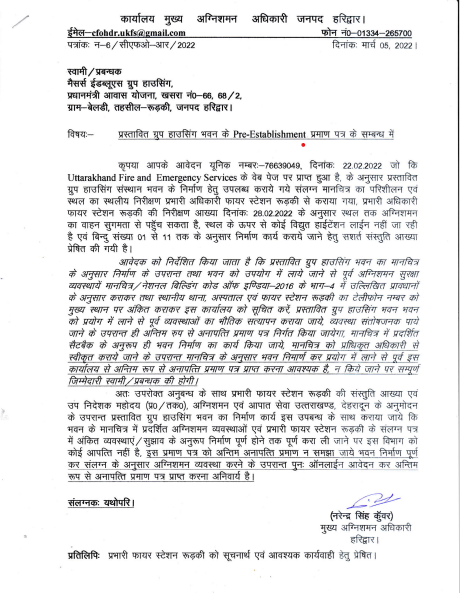 कार्यालय मुख्य अग्निशमन अधिकारी जनपद हरिद्वार।
ईमेल–cfohdr.ukfs@gmail.com फोन नं०–01334–265700
पत्रांकः न–6/सीएफओ–आर/2022 दिनांकः मार्च 05, 2022।
स्वामी/प्रबन्धक
मैसर्स ईडब्लूएस ग्रुप हाउसिंग,
प्रधानमंत्री आवास योजना, खसरा नं0–66, 68/2,
ग्राम–बेलडी, तहसील–रूड़की, जनपद हरिद्वार।
विषयः– प्रस्तावित ग्रुप हाउसिंग भवन के Pre-Establishment प्रमाण पत्र के सम्बन्ध में
कृपया आपके आवेदन यूनिक नम्बरः–76639049, दिनांकः 22.02.2022 जो कि
Uttarakhand Fire and Emergency Services के वेब पेज पर प्राप्त हुआ है, के अनुसार प्रस्तावित
ग्रुप हाउसिंग संस्थान भवन के निर्माण हेतु उपलब्ध कराये गये संलग्न मानचित्र का परिशीलन एवं
स्थल का स्थलीय निरीक्षण प्रभारी अधिकारी फायर स्टेशन रूड़की से कराया गया, प्रभारी अधिकारी
फायर स्टेशन रूड़की की निरीक्षण आख्या दिनांकः 28.02.2022 के अनुसार स्थल तक अग्निशमन
का वाहन सुगमता से पहुँच सकता है, स्थल के ऊपर से कोई विद्युत हाईटेंशन लाईन नहीं जा रही
है एवं बिन्दु संख्या 01 से 11 तक के अनुसार निर्माण कार्य कराये जाने हेतु सशर्त संस्तुति आख्या
प्रेषित की गयी है।
आवेदक को निर्देशित किया जाता है कि प्रस्तावित ग्रुप हाउसिंग भवन का मानचित्र
के अनुसार निर्माण के उपरान्त तथा भवन को उपयोग में लाये जाने से पूर्व अग्निशमन सुरक्षा
व्यवस्थायें मानचित्र/नेशनल बिल्डिंग कोड ऑफ इण्डिया–2016 के भाग–4 में उल्लिखित प्रावधानों
के अनुसार कराकर तथा स्थानीय थाना, अस्पताल एवं फायर स्टेशन रूड़की का टेलीफोन नम्बर को
मुख्य स्थान पर अंकित कराकर इस कार्यालय को सूचित करें, प्रस्तावित ग्रुप हाउसिंग भवन भवन
को प्रयोग में लाने से पूर्व व्यवस्थाओं का भौतिक सत्यापन कराया जाये, व्यवस्था संतोषजनक पाये
जाने के उपरान्त ही अन्तिम रूप से अनापत्ति प्रमाण पत्र निर्गत किया जायेगा, मानचित्र में प्रदर्शित
सैटबैक के अनुरूप ही भवन निर्माण का कार्य किया जाये, मानचित्र को प्राधिकृत अधिकारी से
स्वीकृत कराये जाने के उपरान्त मानचित्र के अनुसार भवन निर्माण कर प्रयोग में लाने से पूर्व इस
कार्यालय से अन्तिम रूप से अनापत्ति प्रमाण पत्र प्राप्त करना आवश्यक है, न किये जाने पर सम्पूर्ण
जिम्मेदारी स्वामी/प्रबन्धक की होगी।
अतः उपरोक्त अनुबन्ध के साथ प्रभारी फायर स्टेशन रूड़की की संस्तुति आख्या एवं
उप निदेशक महोदय (प्र0/तक0), अग्निशमन एवं आपात सेवा उत्तराखण्ड, देहरादून के अनुमोदन
के उपरान्त प्रस्तावित ग्रुप हाउसिंग भवन का निर्माण कार्य इस उपबन्ध के साथ कराया जाये कि
भवन के मानचित्र में प्रदर्शित अग्निशमन व्यवस्थाओं एवं प्रभारी फायर स्टेशन रूड़की के संलग्न पत्र
में अंकित व्यवस्थाएं/सुझाव के अनुरूप निर्माण पूर्ण होने तक पूर्ण करा ली जाने पर इस विभाग को
कोई आपत्ति नहीं है, इस प्रमाण पत्र को अन्तिम अनापत्ति प्रमाण न समझा जाये भवन निर्माण पूर्ण
कर संलग्न के अनुसार अग्निशमन व्यवस्था करने के उपरान्त पुनः ऑनलाईन आवेदन कर अन्तिम
रूप से अनापत्ति प्रमाण पत्र प्राप्त करना अनिवार्य है।
संलग्नकः यथोपरि।
(नरेन्द्र सिंह कुँवर)
मुख्य अग्निशमन अधिकारी
हरिद्वार।
प्रतिलिपिः प्रभारी फायर स्टेशन रूड़की को सूचनार्थ एवं आवश्यक कार्यवाही हेतु प्रेषित।